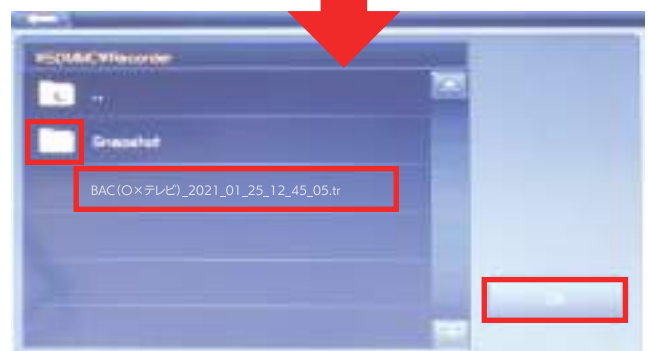 ¥SDMMC¥Recorder
..
Snapshot
BAC(○×テレビ)_2021_01_25_12_45_05.tr